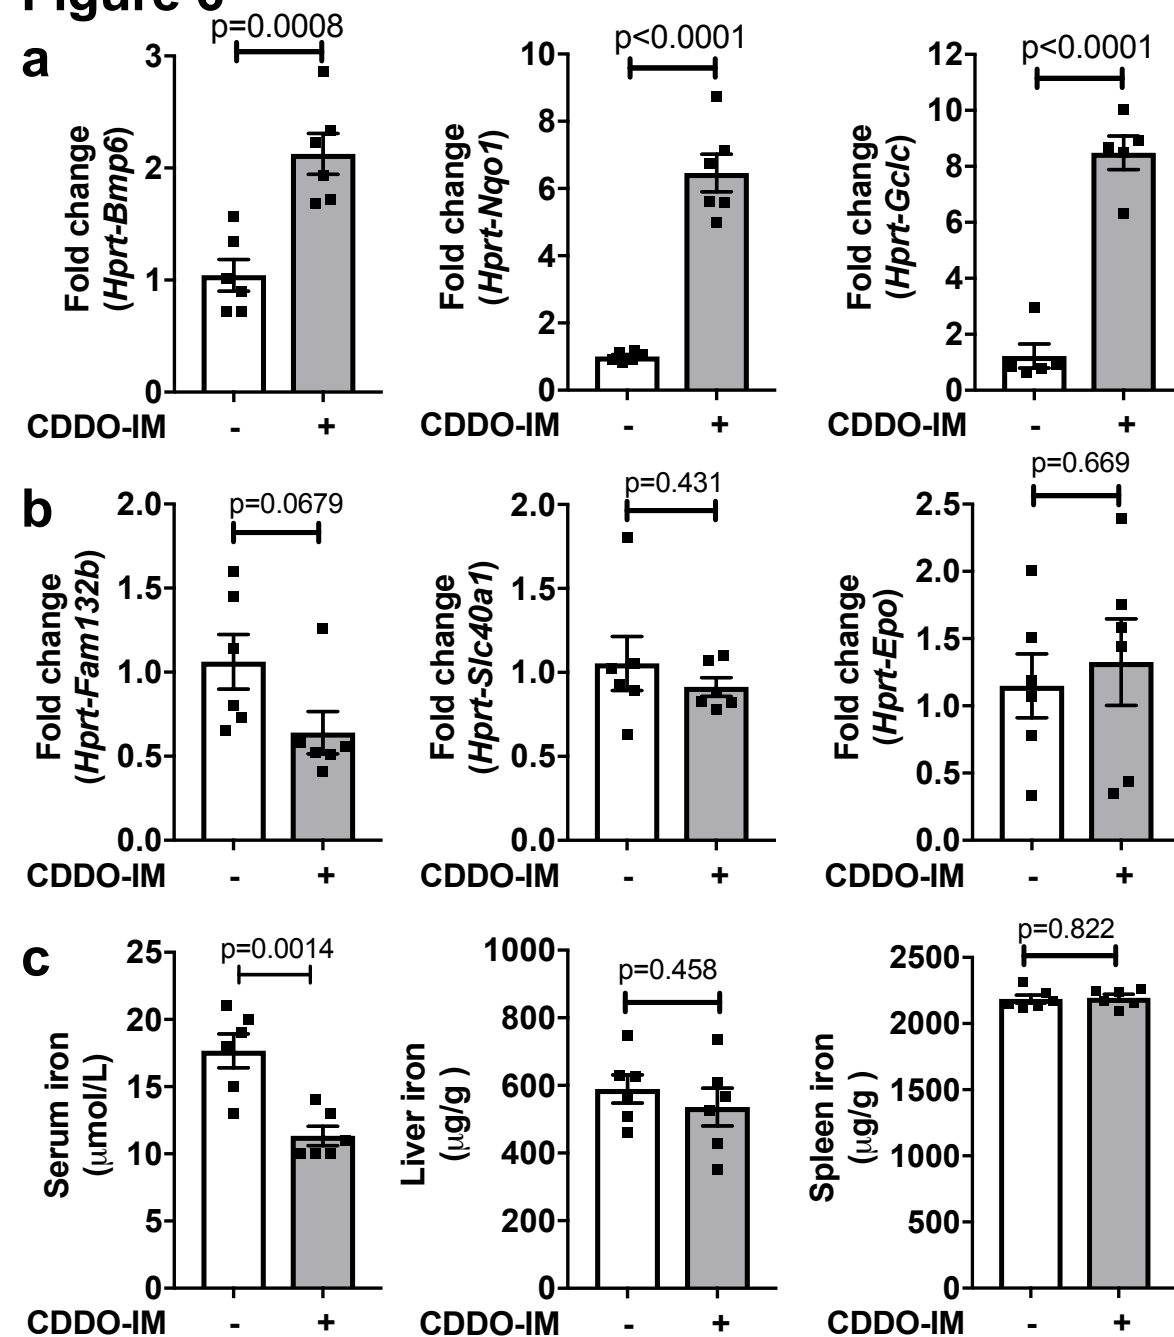 a
p=0.0008
3
2
1
0
Fold change
(Hprt-Bmp6)
CDDO-IM - +
p<0.0001
10
8
6
4
2
0
Fold change
(Hprt-Nqo1)
CDDO-IM - +
p<0.0001
12
10
8
6
4
2
0
Fold change
(Hprt-Gclc)
CDDO-IM - +
b
p=0.0679
2.0
1.5
1.0
0.5
0.0
Fold change
(Hprt-Fam132b)
CDDO-IM - +
p=0.431
2.0
1.5
1.0
0.5
0.0
Fold change
(Hprt-Slc40a1)
CDDO-IM - +
p=0.669
2.5
2.0
1.5
1.0
0.5
0.0
Fold change
(Hprt-Epo)
CDDO-IM - +
c
p=0.0014
25
20
15
10
5
0
Serum iron
(μmol/L)
CDDO-IM - +
p=0.458
1000
800
600
400
200
0
Liver iron
(μg/g )
CDDO-IM - +
p=0.822
2500
2000
1500
1000
500
0
Spleen iron
(μg/g )
CDDO-IM - +